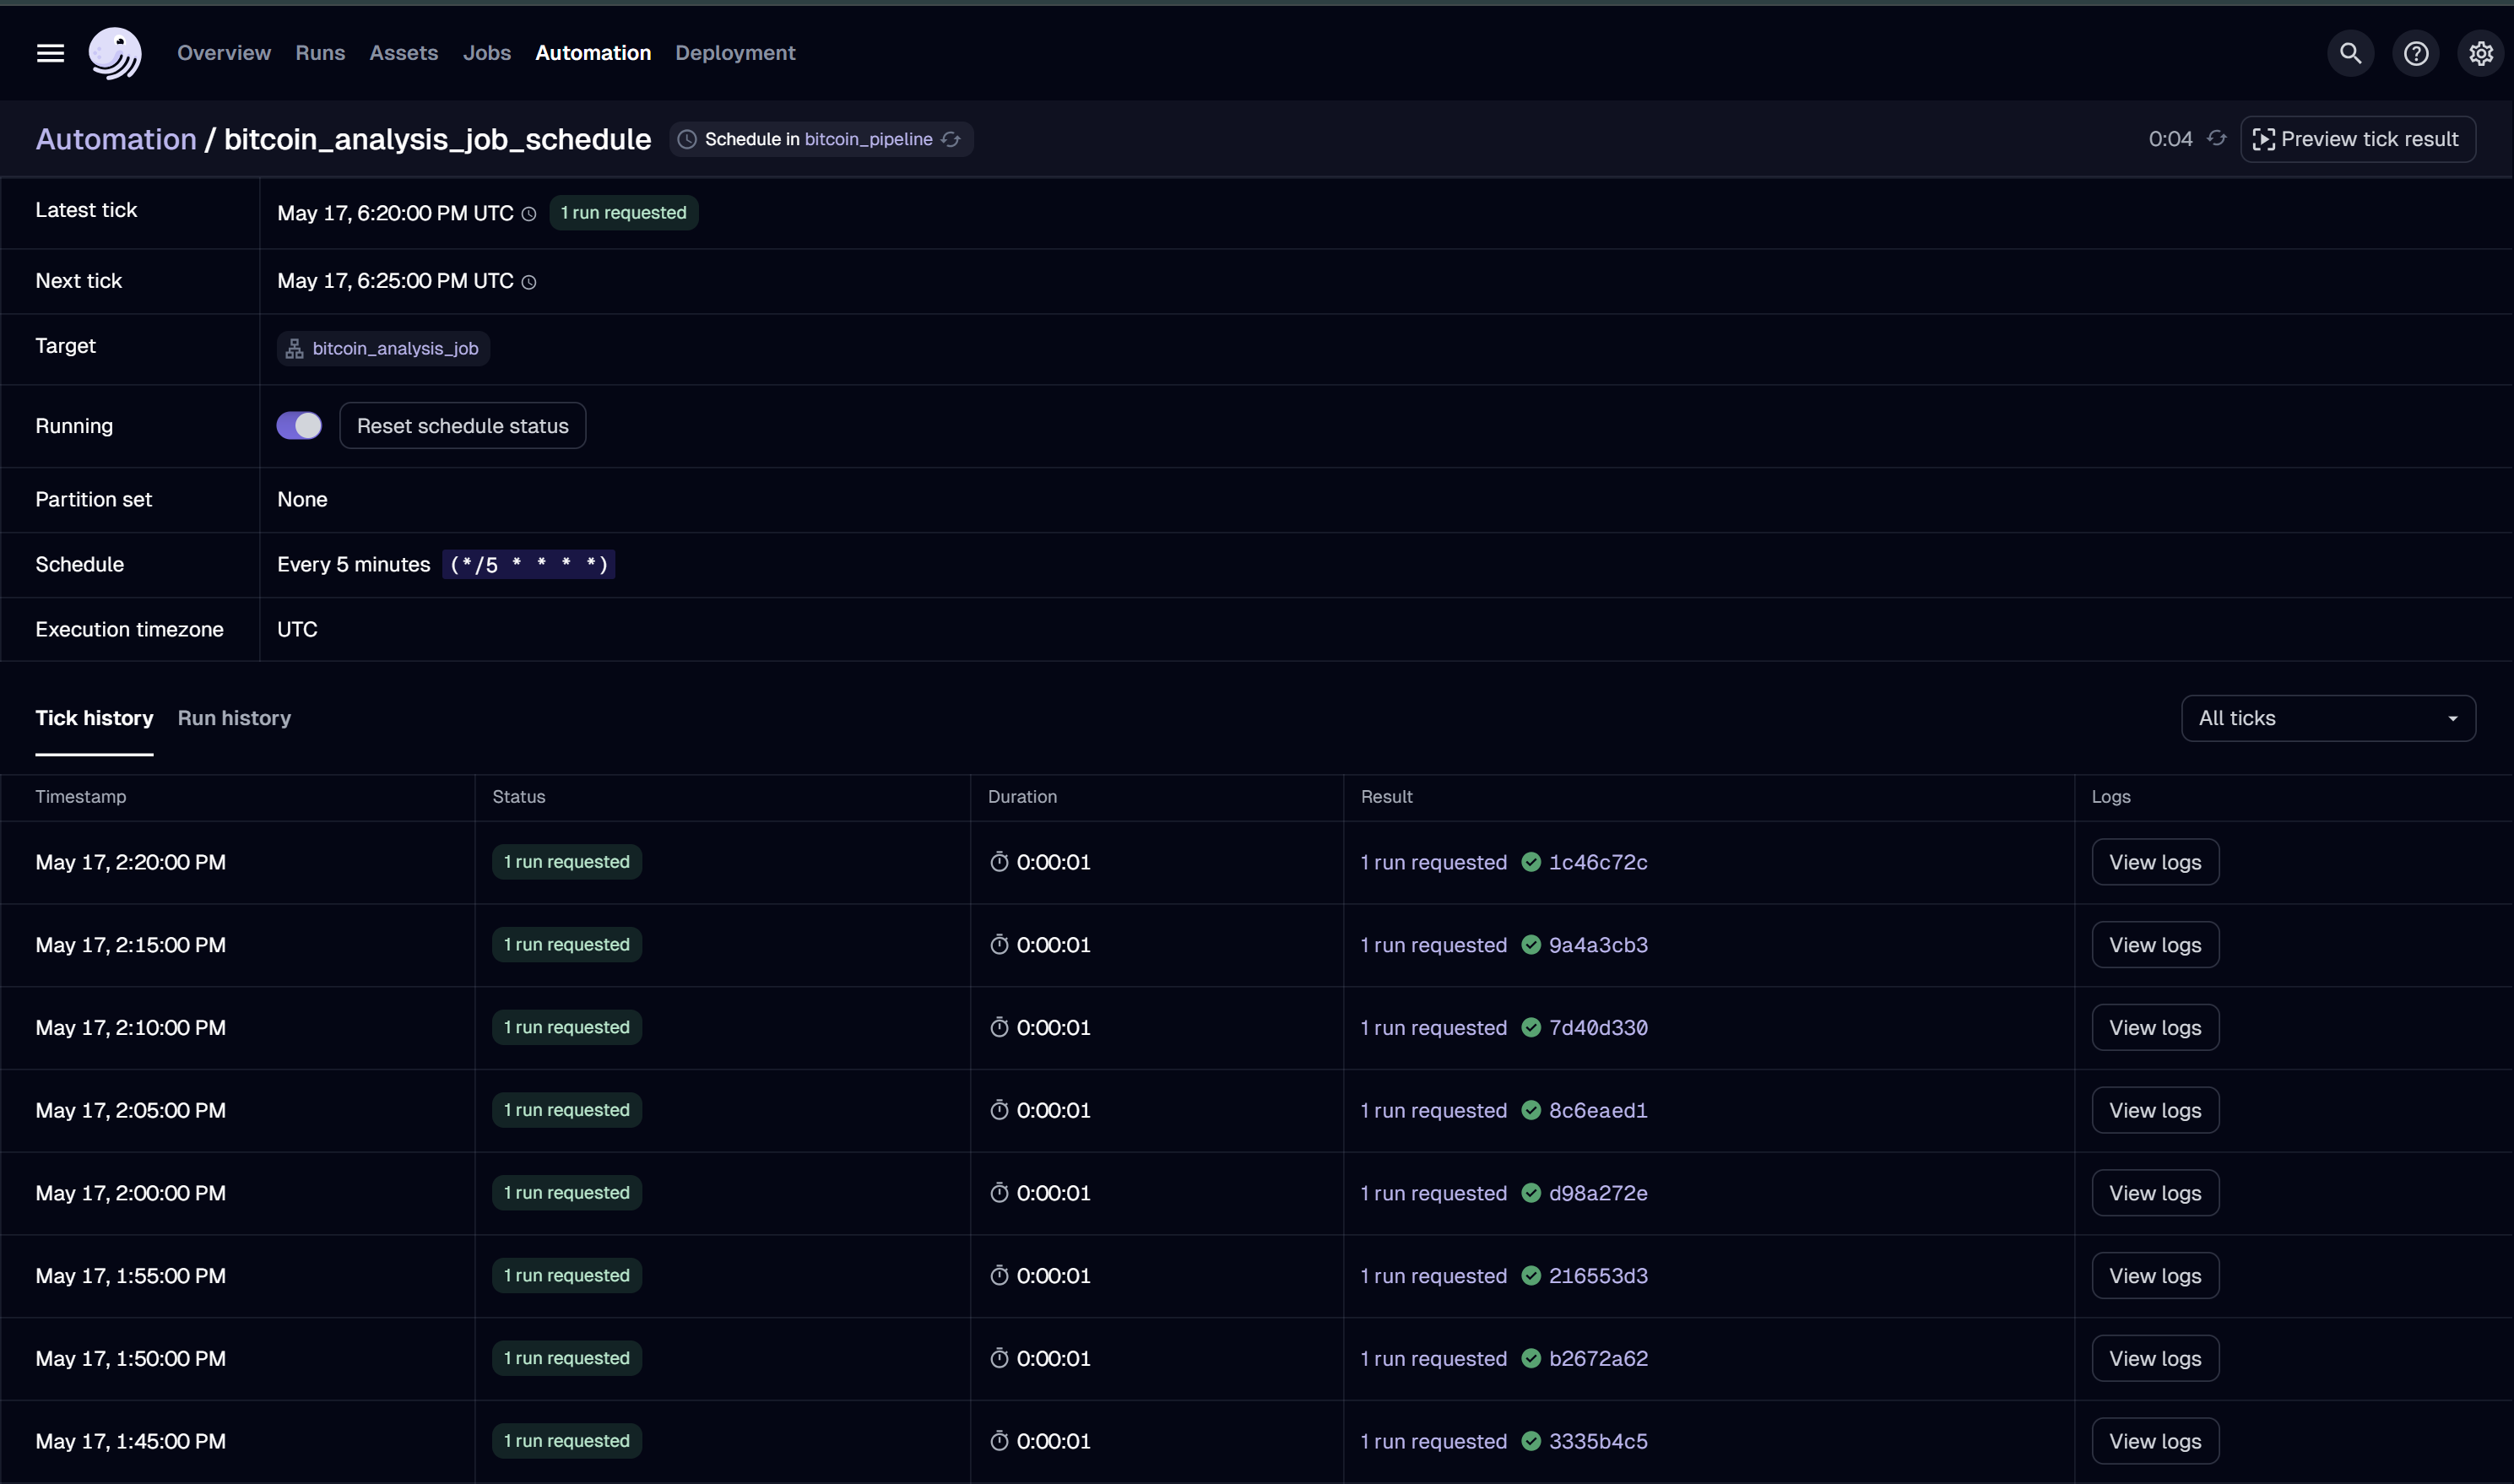 Overview Runs Assets Jobs Automation Deployment
Automation / bitcoin_analysis_job_schedule Schedule in bitcoin_pipeline 0:04 Preview tick result
Latest tick May 17, 6:20:00 PM UTC 1 run requested
Next tick May 17, 6:25:00 PM UTC
Target bitcoin_analysis_job
Running Reset schedule status
Partition set None
Schedule Every 5 minutes (*/5 * * * *)
Execution timezone UTC
Tick history Run history All ticks
Timestamp Status Duration Result Logs
May 17, 2:20:00 PM 1 run requested 0:00:01 1 run requested 1c46c72c View logs
May 17, 2:15:00 PM 1 run requested 0:00:01 1 run requested 9a4a3cb3 View logs
May 17, 2:10:00 PM 1 run requested 0:00:01 1 run requested 7d40d330 View logs
May 17, 2:05:00 PM 1 run requested 0:00:01 1 run requested 8c6eaed1 View logs
May 17, 2:00:00 PM 1 run requested 0:00:01 1 run requested d98a272e View logs
May 17, 1:55:00 PM 1 run requested 0:00:01 1 run requested 216553d3 View logs
May 17, 1:50:00 PM 1 run requested 0:00:01 1 run requested b2672a62 View logs
May 17, 1:45:00 PM 1 run requested 0:00:01 1 run requested 3335b4c5 View logs